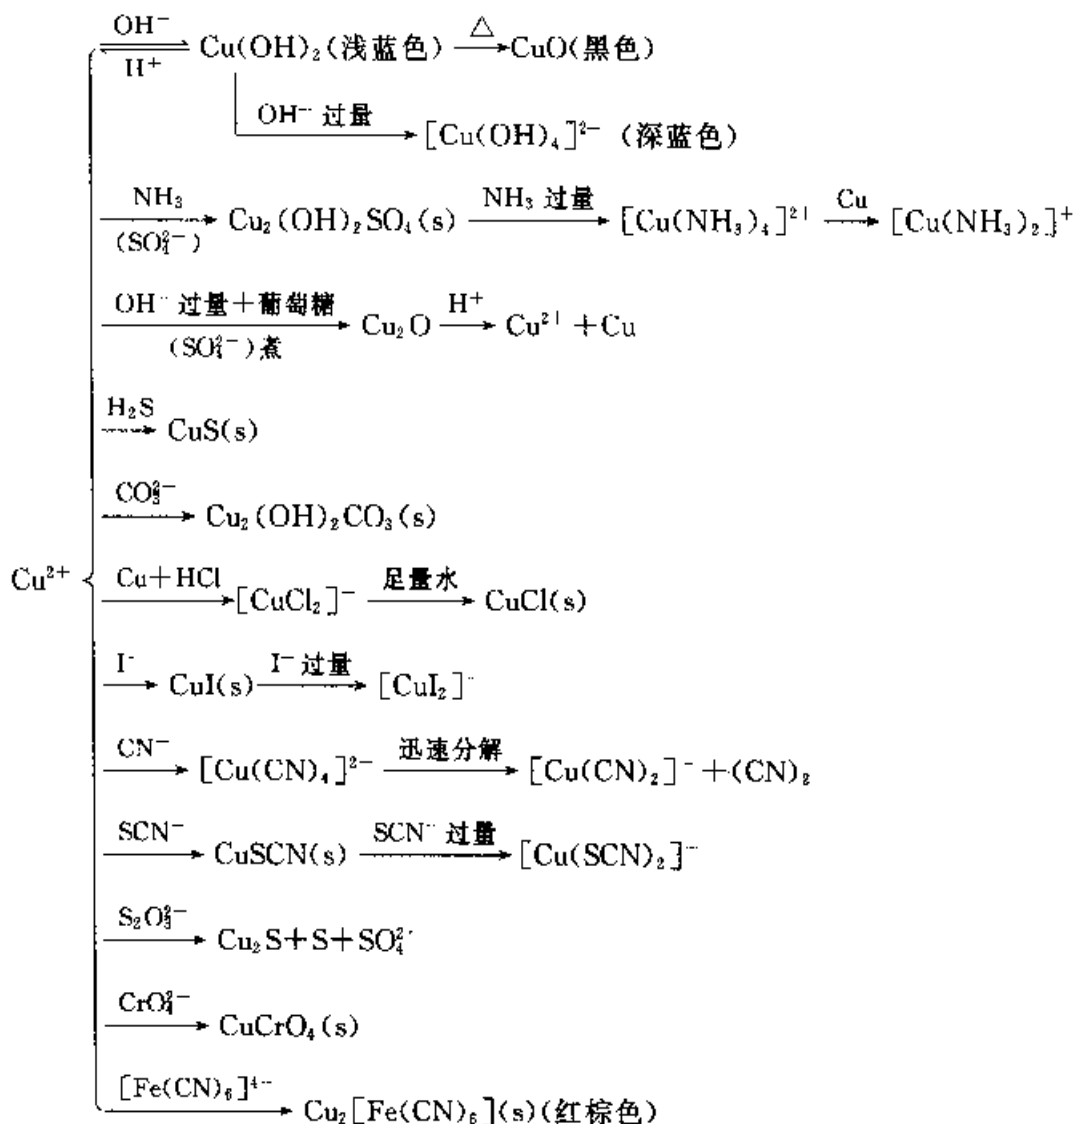 OH⁻
⇌ Cu(OH)₂(浅蓝色) △→ CuO(黑色)
H⁺
OH⁻ 过量 → [Cu(OH)₄]²⁻ (深蓝色)
NH₃ (SO₄²⁻) → Cu₂(OH)₂SO₄(s) NH₃ 过量 → [Cu(NH₃)₄]²⁺ Cu → [Cu(NH₃)₂]⁺
OH⁻ 过量+葡萄糖 (SO₄²⁻)煮 → Cu₂O H⁺ → Cu²⁺ +Cu
H₂S → CuS(s)
CO₃²⁻ → Cu₂(OH)₂CO₃(s)
Cu²⁺ { Cu+HCl → [CuCl₂]⁻ 足量水 → CuCl(s)
I⁻ → CuI(s) I⁻ 过量 → [CuI₂]⁻
CN⁻ → [Cu(CN)₄]²⁻ 迅速分解 → [Cu(CN)₂]⁻ +(CN)₂
SCN⁻ → CuSCN(s) SCN⁻ 过量 → [Cu(SCN)₂]⁻
S₂O₃²⁻ → Cu₂S+S+SO₄²⁻
CrO₄²⁻ → CuCrO₄(s)
[Fe(CN)₆]⁴⁻ → Cu₂[Fe(CN)₆](s)(红棕色)